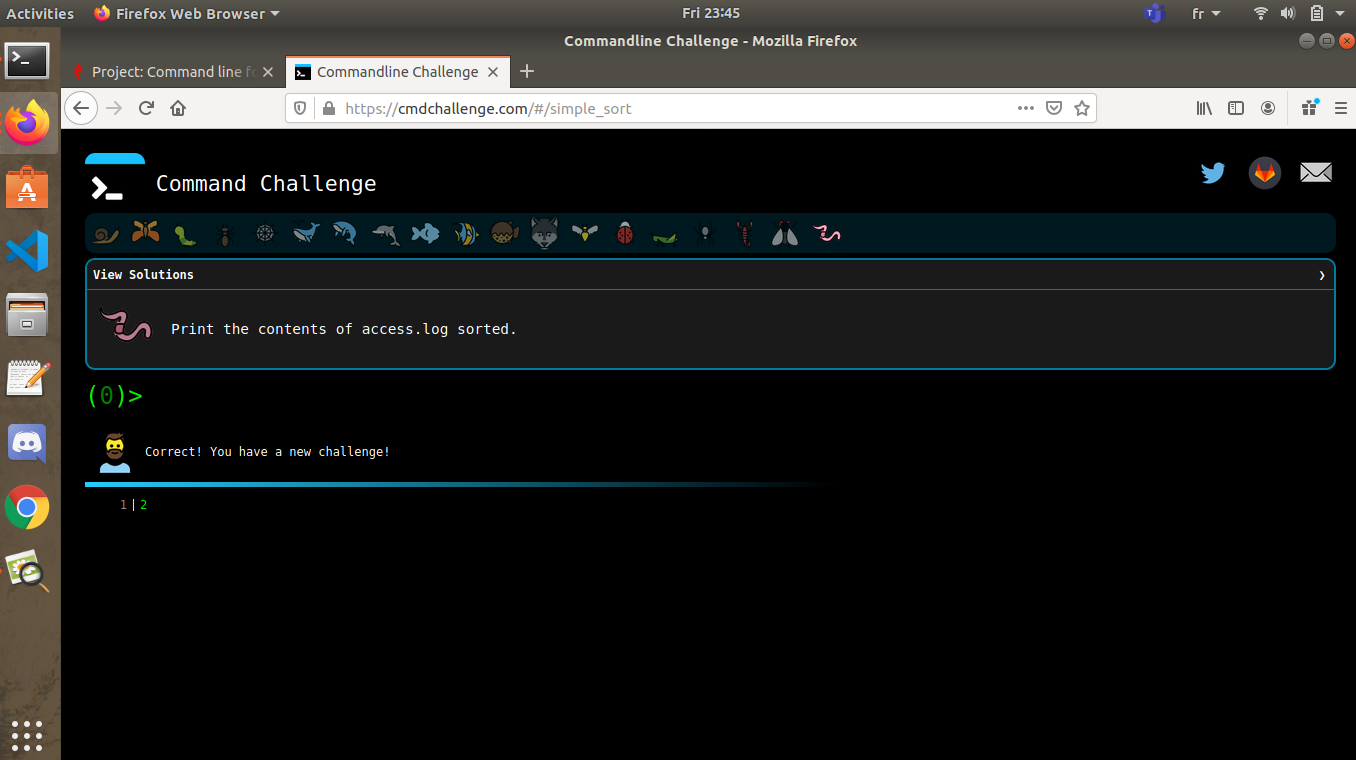 Activities Firefox Web Browser Fri 23:45 fr
Commandline Challenge - Mozilla Firefox
Project: Command line fo Commandline Challenge
https://cmdchallenge.com/#/simple_sort
Command Challenge
View Solutions
Print the contents of access.log sorted.
(0)>
Correct! You have a new challenge!
1| 2